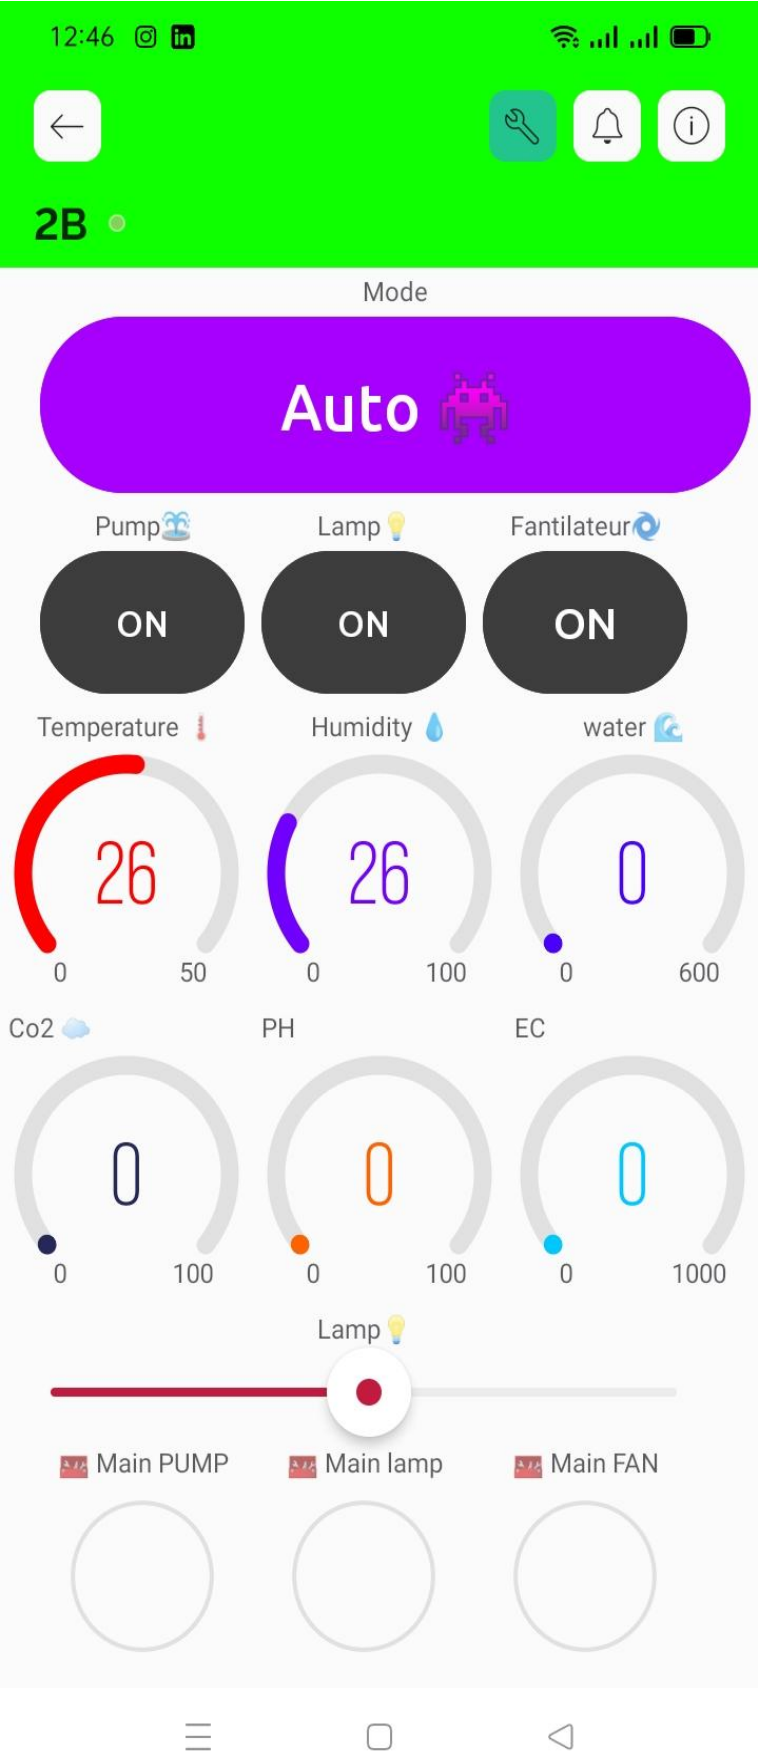 12:46
2B
Mode
Auto
Pump Lamp Fantilateur
ON ON ON
Temperature Humidity water
26 26 0
0 50 0 100 0 600
Co2 PH EC
0 0 0
0 100 0 100 0 1000
Lamp
Main PUMP Main lamp Main FAN